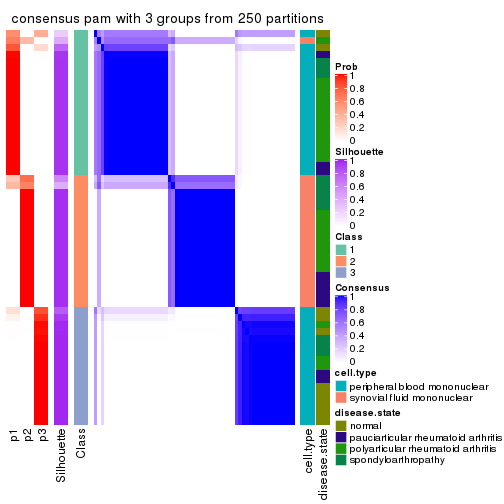 consensus pam with 3 groups from 250 partitions
Prob
1
0.8
0.6
0.4
0.2
0
Silhouette
1
0.8
0.6
0.4
0.2
0
Class
1
2
3
Consensus
1
0.8
0.6
0.4
0.2
0
cell.type
peripheral blood mononuclear
synovial fluid mononuclear
disease.state
normal
pauciarticular rheumatoid arthritis
polyarticular rheumatoid arthritis
spondyloarthropathy
p1
p2
p3
Silhouette
Class
cell.type
disease.state